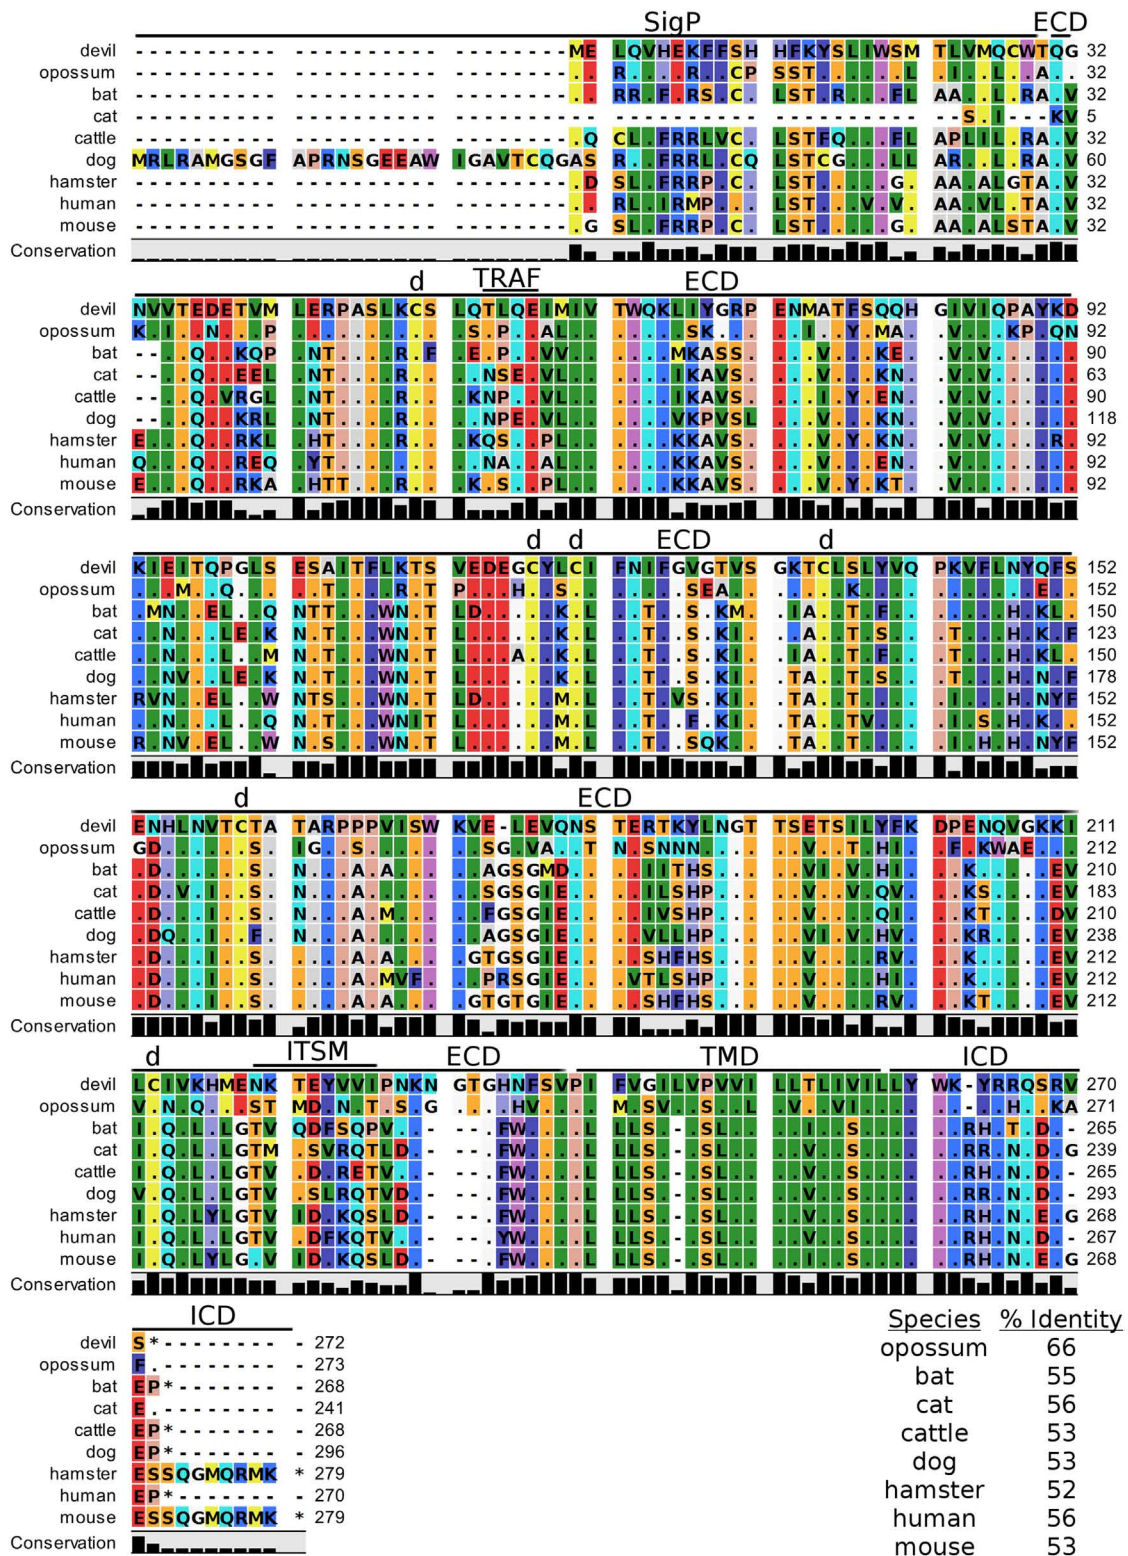 SigP ECD
devil - - - - - - - - - - - - - - - - - - - - - - - - - - - - - - ME LQVHEKFFSH HFKYSLIWSM TLVMQCWTQG 32
opossum - - - - - - - - - - - - - - - - - - - - - - - - - - - - - - . . R . . . R . . CP SST . . . . . . L . I . . L . . A . . 32
bat - - - - - - - - - - - - - - - - - - - - - - - - - - - - - - . . RR . F . RS . C . LST . R . . . FL AA . . L . RA . V 32
cat - - - - - - - - - - - - - - - - - - - - - - - - - - - - - - - - - - - - - - - - - - - - - - - - - - - - - - S . I - - - KV 5
cattle - - - - - - - - - - - - - - - - - - - - - - - - - - - - - - . Q CL . FRRLVC . LSTFQ . . . FL APLIL . RA . V 32
dog MRLRAMGSGF APRNSGEEAW IGAVTCQGAS R . . FRRL . CQ LSTCG . . . LL AR . . L . RA . V 60
hamster - - - - - - - - - - - - - - - - - - - - - - - - - - - - - - . D SL . FRRP . C . LST . . . . . G . AA . ALGTA . V 32
human - - - - - - - - - - - - - - - - - - - - - - - - - - - - - - . . RL . IRMP . . . LST . . . V . V . AA . VL . TA . V 32
mouse - - - - - - - - - - - - - - - - - - - - - - - - - - - - - - . G SL . FRRP . C . LST . . . . . G . AA . ALSTA . V 32
Conservation
d TRAF ECD
devil NVVTEDETVM LERPASLKCS LQTLQEIMIV TWQKLIYGRP ENMATFSQQH GIVIQPAYKD 92
opossum K . I . . N . . . P . . . . . . . . . . . . S . P . . AL . . . . . . . SK . . . . . I . . Y . MA . . V . . . KP . QN 92
bat - - . . Q . . KQP . NT . . . . R . F . E . P . . VV . . . . . . MKASS . . . . V . . . KE . . V . V . . . . . . 90
cat - - . . Q . . EEL . NT . . . . R . . . . NSE . VL . . . . . . IKAVS . . . . V . . . KN . . V . V . . . . . . 63
cattle - - . . Q . VRGL . NT . . . . R . . . KNP . . VL . . . . . . IKAVS . . . . I . Y . EN . . V . V . . . . . . 90
dog - - . . Q . . KRL . NT . . . . R . . . . NPE . VL . . . . . . VKPVSL . . . V . . . KN . . V . V . . . . . . 118
hamster E . . . Q . . RKL . HT . . . . R . . . KQS . . PL . . . . . . KKAVS . . . . V . Y . KN . . V . V . . . . R . 92
human Q . . . Q . . REQ . YT . . . . . . . . . NA . . AL . . . . . . KKAVS . . . . V . . . EN . . V . . . . . . . . 92
mouse E . . . Q . . RKA . HTT . . . R . . . K . S . . PL . . . . . . KKAVS . . . . V . Y . KT . . V . . . . . . . . 92
Conservation
d d ECD d
devil KIEITQPGLS ESAITFLKTS VEDEGCYLCI FNIFGVGTVS GKTCLSLYVQ PKVFLNYQFS 152
opossum . . . M . . Q . . . . . T . . . . R . T P . . . H . . S . . . . . . . SEA . . . . . . . K . . . . . . . . . . . E . . 152
bat . MN . . EL . . Q NTT . . . WN . T LD . . . . . K . L . . T . . S . KM . . IA . . T . F . . . . . . . . H . KL . 150
cat . . N . . . LE . K N . T . . . WN . T L . . . . . . K . L . . T . . S . KI . . . A . . T . S . . . . T . . . H . K . F 123
cattle . . N . . . L . . M N . T . . . WN . T L . . . A . . K . L . . T . . S . KI . . IA . . T . F . . . . T . . . H . KL . 150
dog . . NV . . LE . K N . T . . . WN . T L . . . . . . K . L . . T . . S . KI . . TA . . T . S . . . . T . . . H . N . F 178
hamster RVN . . EL . . W NTS . . . WN . T LD . . . . . M . L . . T . VS . KI . . TA . . T . . . . . . I . . . H . NYF 152
human . . N . . . L . . Q N . T . . . WNIT L . . . . . . M . L . . T . . F . KI . . TA . . TV . . . . . I . S . H . K . . 152
mouse R . NV . EL . . W N . S . . . WN . T L . . . . . . M . L . . T . . SQK . . . TA . . T . . . . . . I . H . H . NYF 152
Conservation
d ECD
devil ENHLNVTCTA TARPPPVISW KVE-LEVQNS TERTKYLNGT TSETSILYFK DPENQVGKKI 211
opossum GD . . . . . . S . IG . . S . . . . . . . SG . VA . . T N . SNNN . . . . . . V . . T . HI . . F . KWAE . . . 212
bat . D . . . . . . S . N . . . A . A . . . . . AGSGMD . . . . IITHS . . . . . . VI . T . HI . . . K . . . . . EV 210
cat . D . V . I . . S . N . . . A . . . . . . . SGSGIE . . . . ILSHP . . . . . . VI . V . QV . . . KS . . . . EV 183
cattle . D . . . I . . S . N . . . A . M . . . . . FGSGIE . . . . IVSHP . . . . . . V . . . QI . . . KT . . . . DV 210
dog . DQ . . I . . F . N . . . A . . . . . . . AGSGIE . . . . VLLHP . . . . . . VI . V . HV . . . KR . . . . EV 238
hamster . D . . . I . . S . . . . . A . A . . . . GTGSGIE . . . . SHFHS . . . . . . V . . . RV . . . K . . . . . EV 212
human . D . . . I . . S . . . . . A . MVF . . . PRSGIE . . . VTLSHP . . . . . . V . . . HI . . . K . . . . . EV 212
mouse . D . . . I . . S . . . . . A . A . . . . GTGTGIE . . . . SHFHS . . . . . . V . . . RV . . . KT . . . . EV 212
Conservation
d ITSM ECD TMD ICD
devil LCIVKHMENK TEYVVIPNKN GTGHNFSVPI FVGILVPVVI LLTLIVILLY WK-YRRQSRV 270
opossum V . N . Q . . . ST MD . N . T . S . G . . . . HV . . . . M . SV . . S . . L . . V . . VI . . . . . . - . . H . . KA 271
bat I . Q . L . LGTV QDFSQPV . . - - - - . FW . . . . L LLS . - . SL . . . . . V . . S . . . . . . RH . T . D . - 265
cat I . Q . L . LGTM . SVRQTLD . - - - - . FW . . . . L LLS . - . SL . . . . . V . . S . . . . . . RH . . . D . G 239
cattle I . Q . L . LGTV . D . RETV . . - - - - . FW . . . . L LLS . - . SL . . . . . V . . S . . . . . . RH . N . D . - 265
dog V . Q . L . LGTV . SLRQTVD . - - - - . FW . . . . L LLS . - . SL . . . . . V . . S . . . . . . RR . N . D . - 293
hamster I . Q . LYLGTV ID . KQSLD . - - - - . FW . . . . L LLS . . . SL . . . . . V . . S . . . . . . RH . N . E . G 268
human I . Q . L . LGTV . DFKQTV . . - - - - . YW . . . . L LLS . . . SL . . . . . V . . S . . . . . . RH . N . D . - 267
mouse I . Q . LYLG . V IDFKQSLD . - - - - . FW . . . . L LLS . . . SL . . . . . V . . S . . . . . . RH . N . E . G 268
Conservation
ICD
devil S * - - - - - - - - - 272
opossum F . - - - - - - - - - 273
bat EP * - - - - - - - - 268
cat E . - - - - - - - - - 241
cattle EP * - - - - - - - - 268
dog EP * - - - - - - - - 296
hamster ESSQGMQRMK * 279
human EP * - - - - - - - - 270
mouse ESSQGMQRMK * 279
Conservation
Species % Identity
opossum 66
bat 55
cat 56
cattle 53
dog 53
hamster 52
human 56
mouse 53